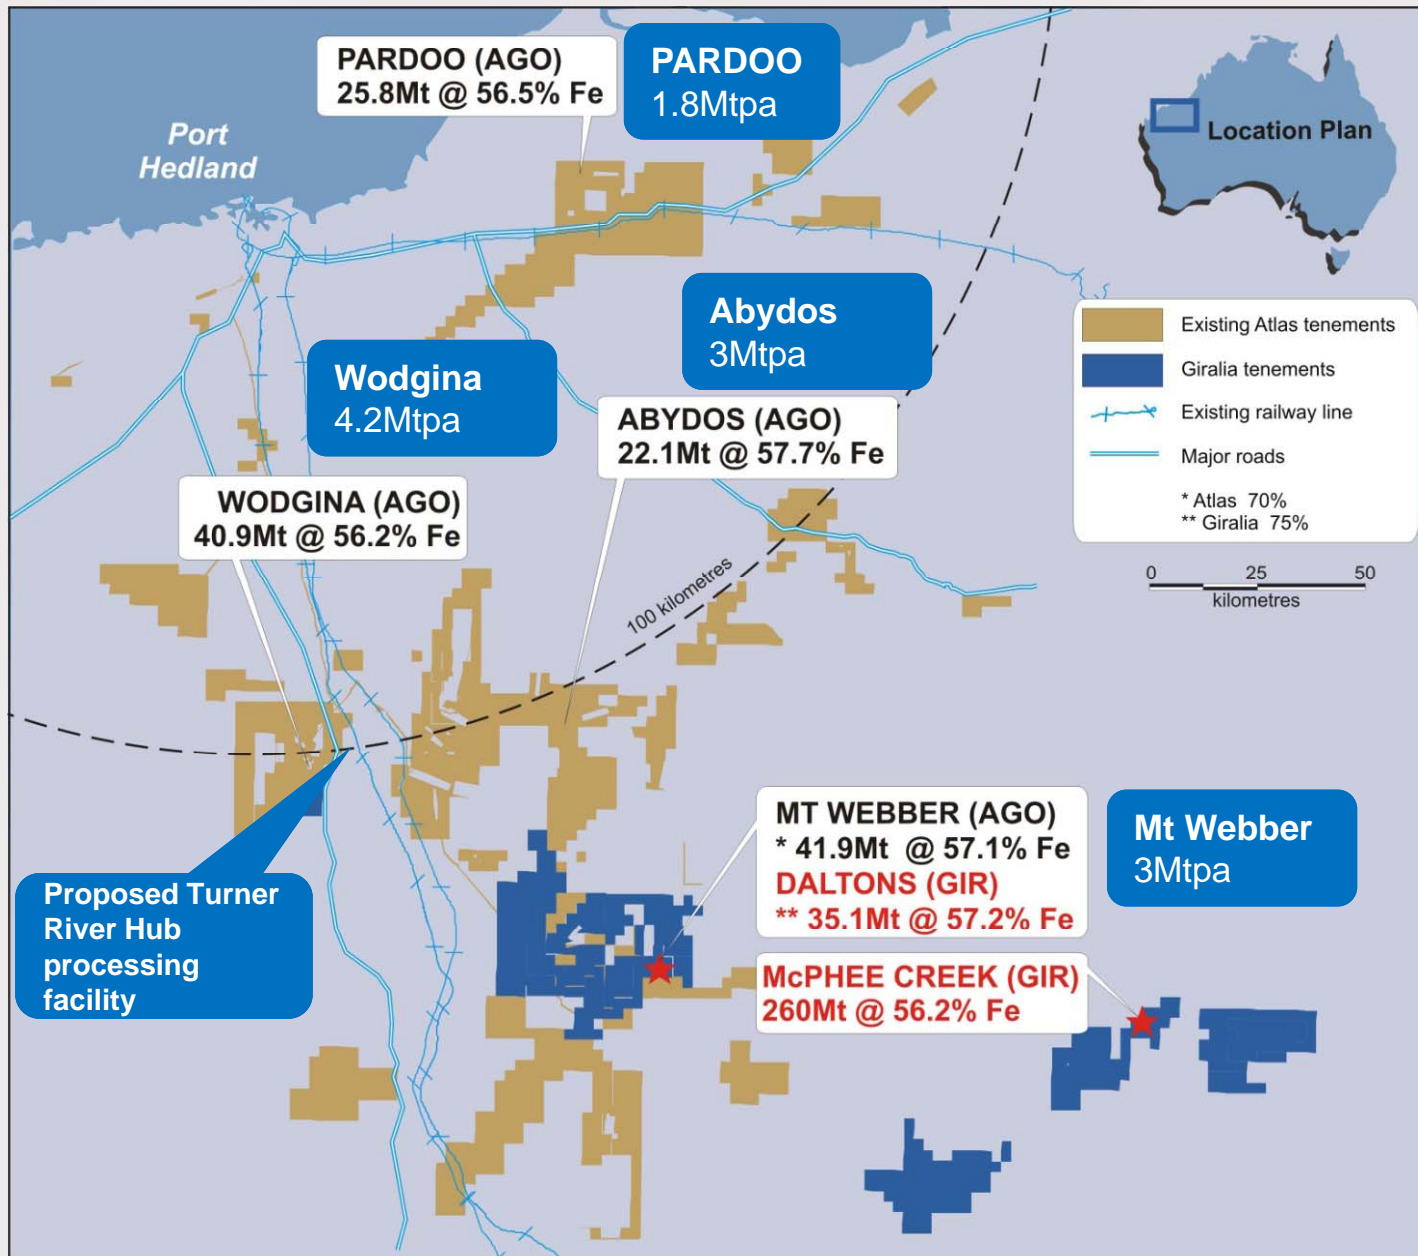 PARDOO (AGO)
25.8Mt @ 56.5% Fe
PARDOO
1.8Mtpa
Port
Hedland
Location Plan
Abydos
3Mtpa
Existing Atlas tenements
Giralia tenements
Existing railway line
Major roads
* Atlas 70%
** Giralia 75%
Wodgina
4.2Mtpa
ABYDOS (AGO)
22.1Mt @ 57.7% Fe
WODGINA (AGO)
40.9Mt @ 56.2% Fe
0 25 50
kilometres
100 kilometres
MT WEBBER (AGO)
* 41.9Mt @ 57.1% Fe
DALTONS (GIR)
** 35.1Mt @ 57.2% Fe
Mt Webber
3Mtpa
Proposed Turner
River Hub
processing
facility
McPHEE CREEK (GIR)
260Mt @ 56.2% Fe